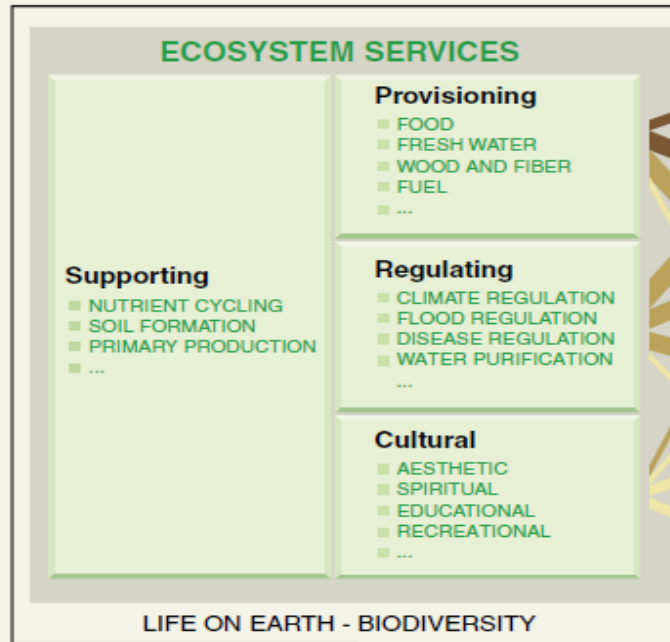 ECOSYSTEM SERVICES
Supporting
NUTRIENT CYCLING
SOIL FORMATION
PRIMARY PRODUCTION
...
Provisioning
FOOD
FRESH WATER
WOOD AND FIBER
FUEL
...
Regulating
CLIMATE REGULATION
FLOOD REGULATION
DISEASE REGULATION
WATER PURIFICATION
...
Cultural
AESTHETIC
SPIRITUAL
EDUCATIONAL
RECREATIONAL
...
LIFE ON EARTH - BIODIVERSITY